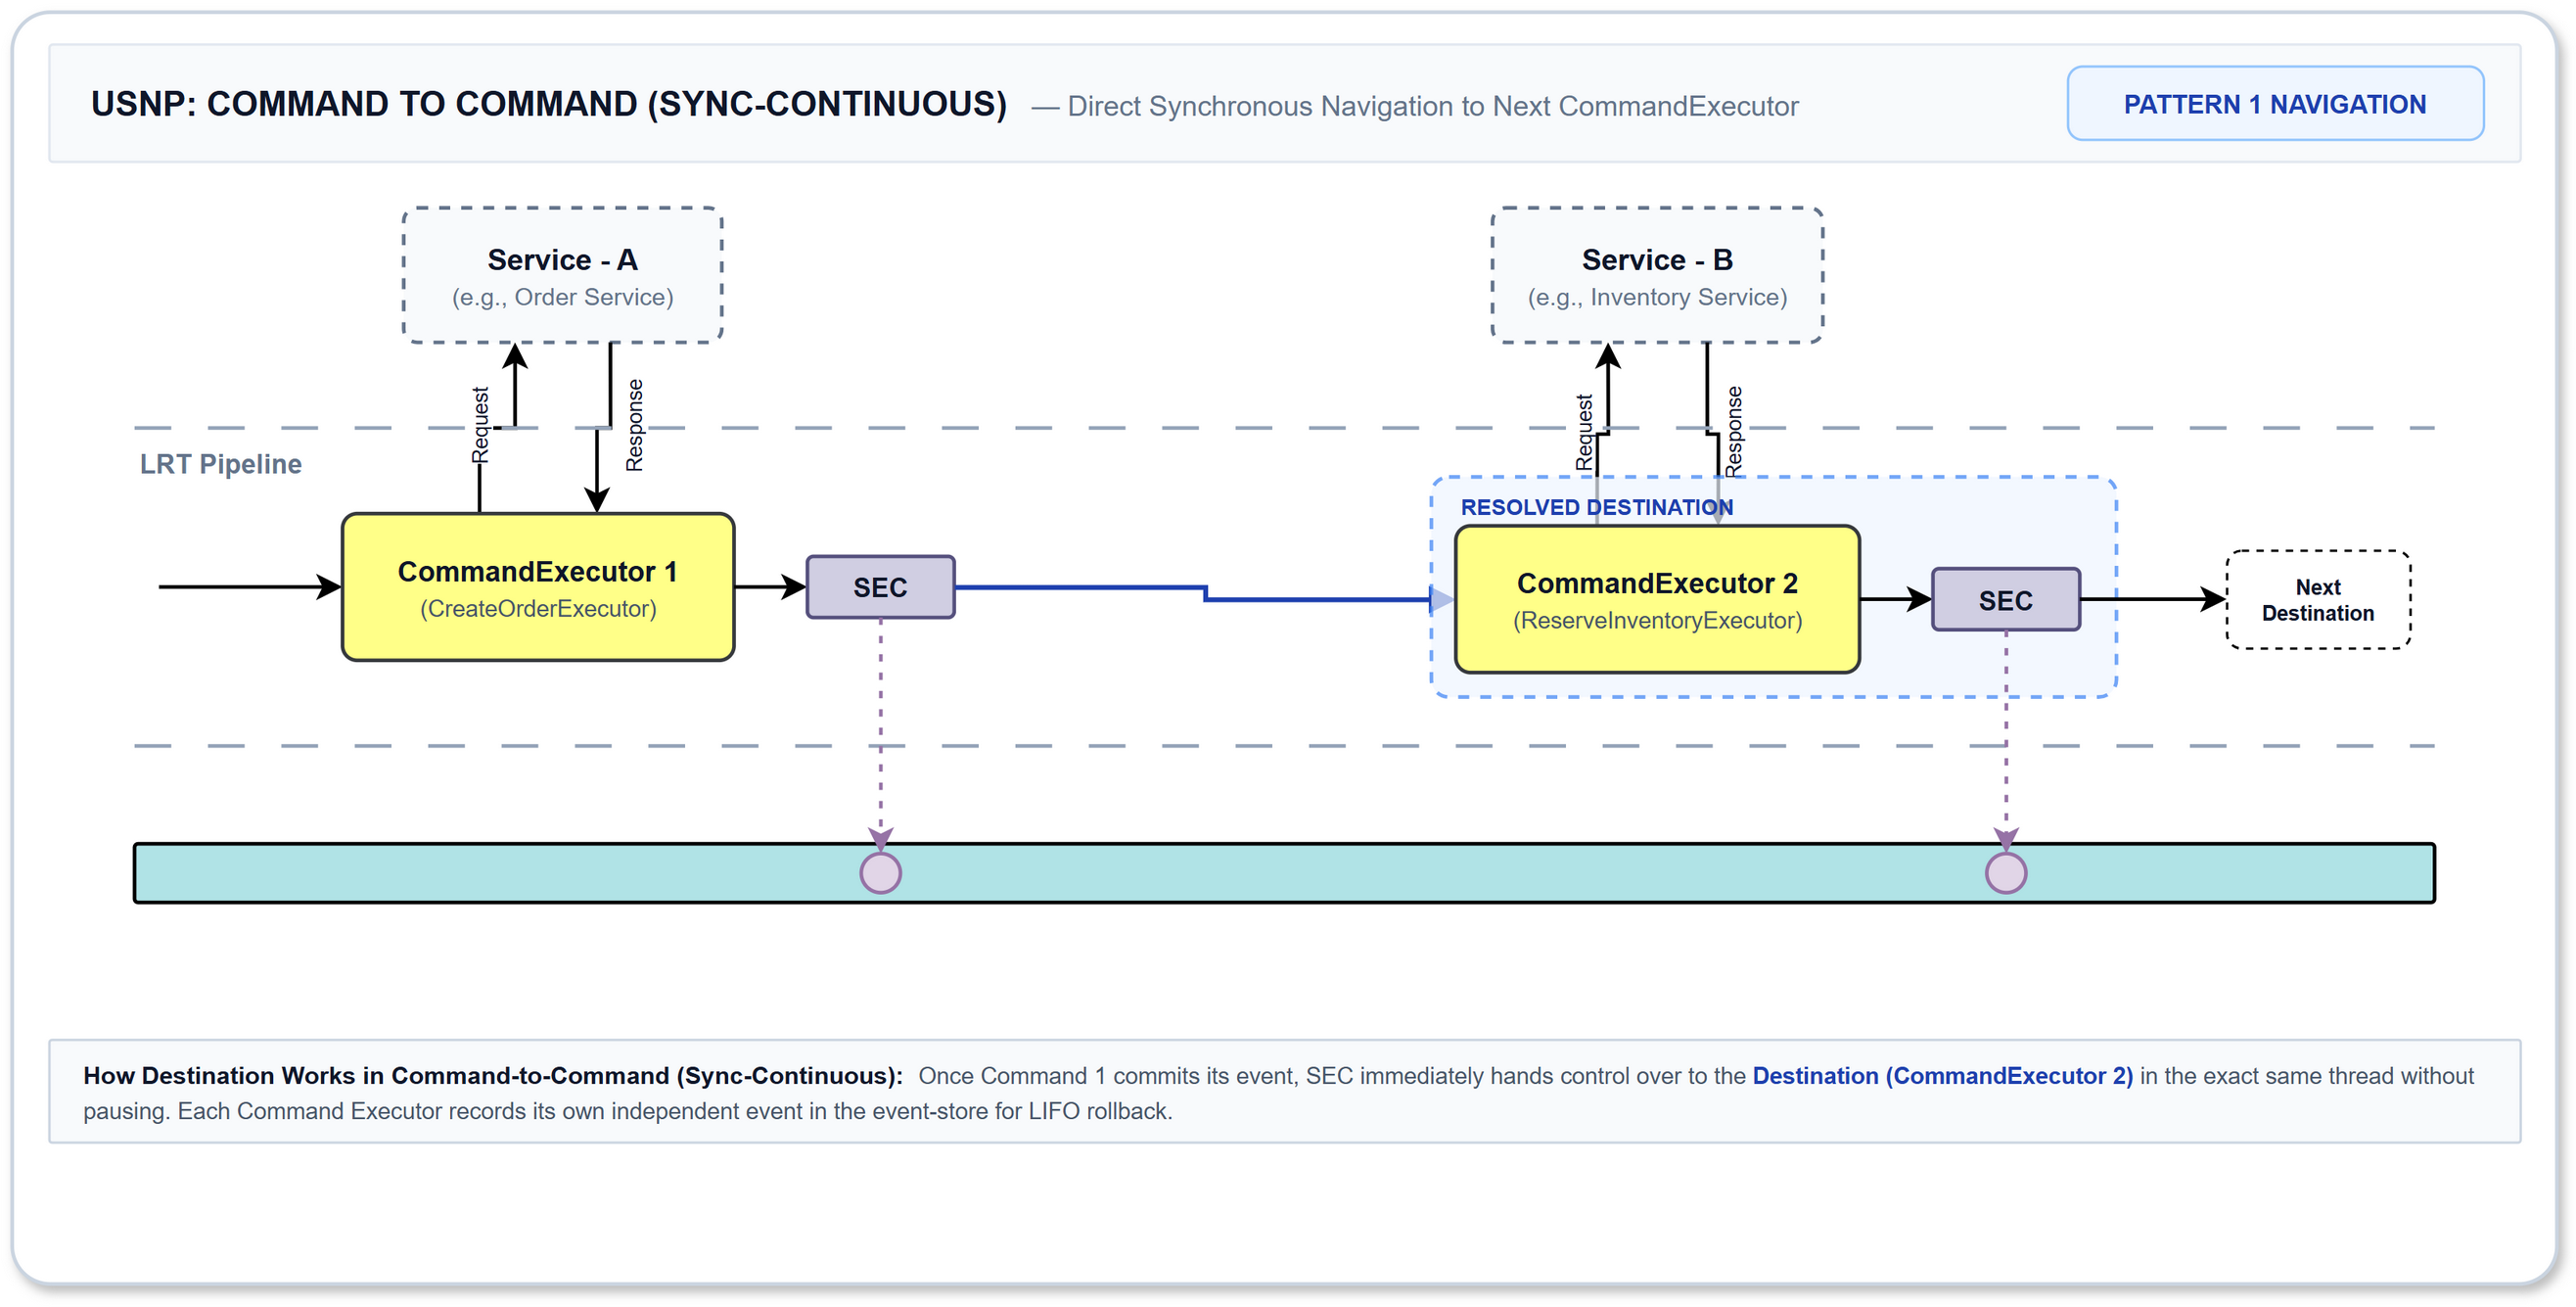 USNP: COMMAND TO COMMAND (SYNC-CONTINUOUS) — Direct Synchronous Navigation to Next CommandExecutor
PATTERN 1 NAVIGATION
Service - A
(e.g., Order Service)
Service - B
(e.g., Inventory Service)
Request
Response
Request
Response
LRT Pipeline
RESOLVED DESTINATION
CommandExecutor 1
(CreateOrderExecutor)
SEC
CommandExecutor 2
(ReserveInventoryExecutor)
SEC
Next
Destination
How Destination Works in Command-to-Command (Sync-Continuous): Once Command 1 commits its event, SEC immediately hands control over to the Destination (CommandExecutor 2) in the exact same thread without
pausing. Each Command Executor records its own independent event in the event-store for LIFO rollback.